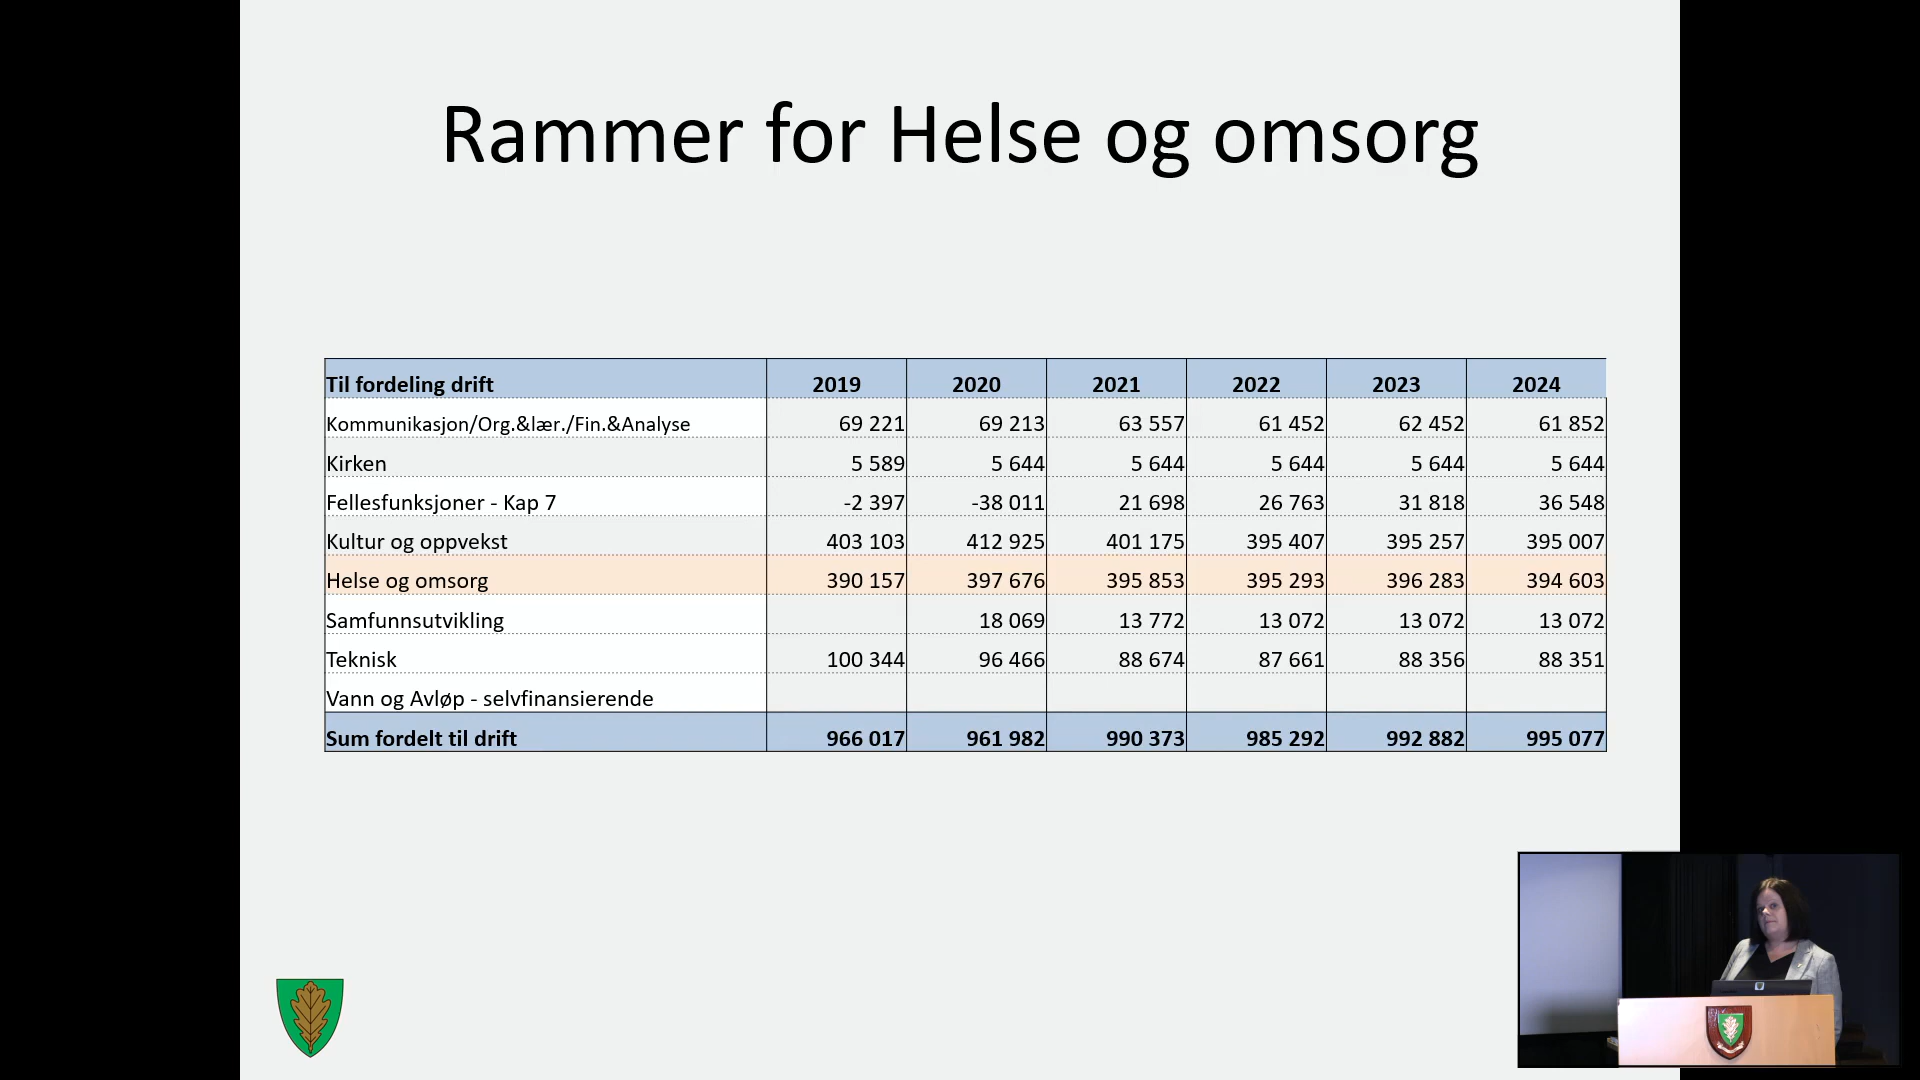 Rammer for Helse og omsorg
Til fordeling drift 2019 2020 2021 2022 2023 2024
Kommunikasjon/Org.&lær./Fin.&Analyse 69 221 69 213 63 557 61 452 62 452 61 852
Kirken 5 589 5 644 5 644 5 644 5 644 5 644
Fellesfunksjoner - Kap 7 -2 397 -38 011 21 698 26 763 31 818 36 548
Kultur og oppvekst 403 103 412 925 401 175 395 407 395 257 395 007
Helse og omsorg 390 157 397 676 395 853 395 293 396 283 394 603
Samfunnsutvikling 18 069 13 772 13 072 13 072 13 072
Teknisk 100 344 96 466 88 674 87 661 88 356 88 351
Vann og Avløp - selvfinansierende
Sum fordelt til drift 966 017 961 982 990 373 985 292 992 882 995 077